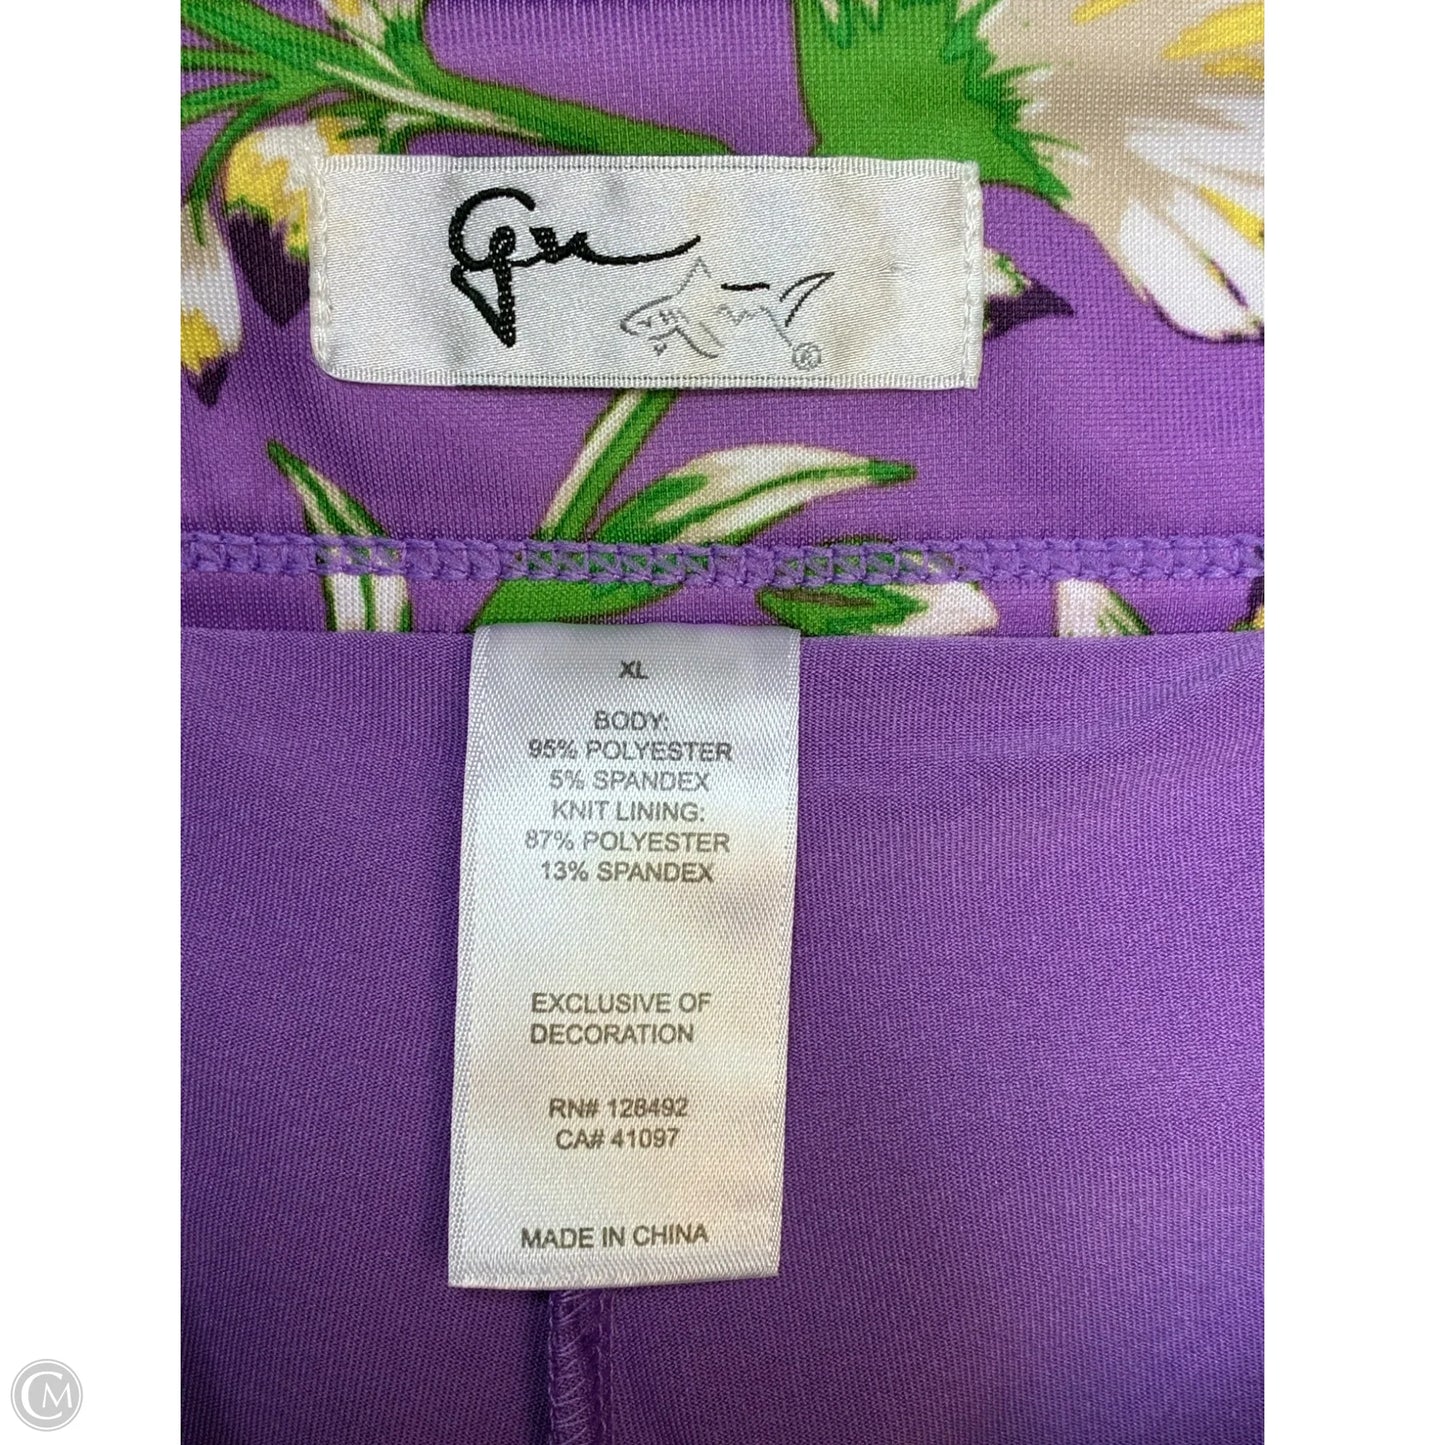 XL
BODY:
95% POLYESTER
5% SPANDEX
KNIT LINING:
87% POLYESTER
13% SPANDEX
EXCLUSIVE OF
DECORATION
RN# 128492
CA# 41097
MADE IN CHINA
CM